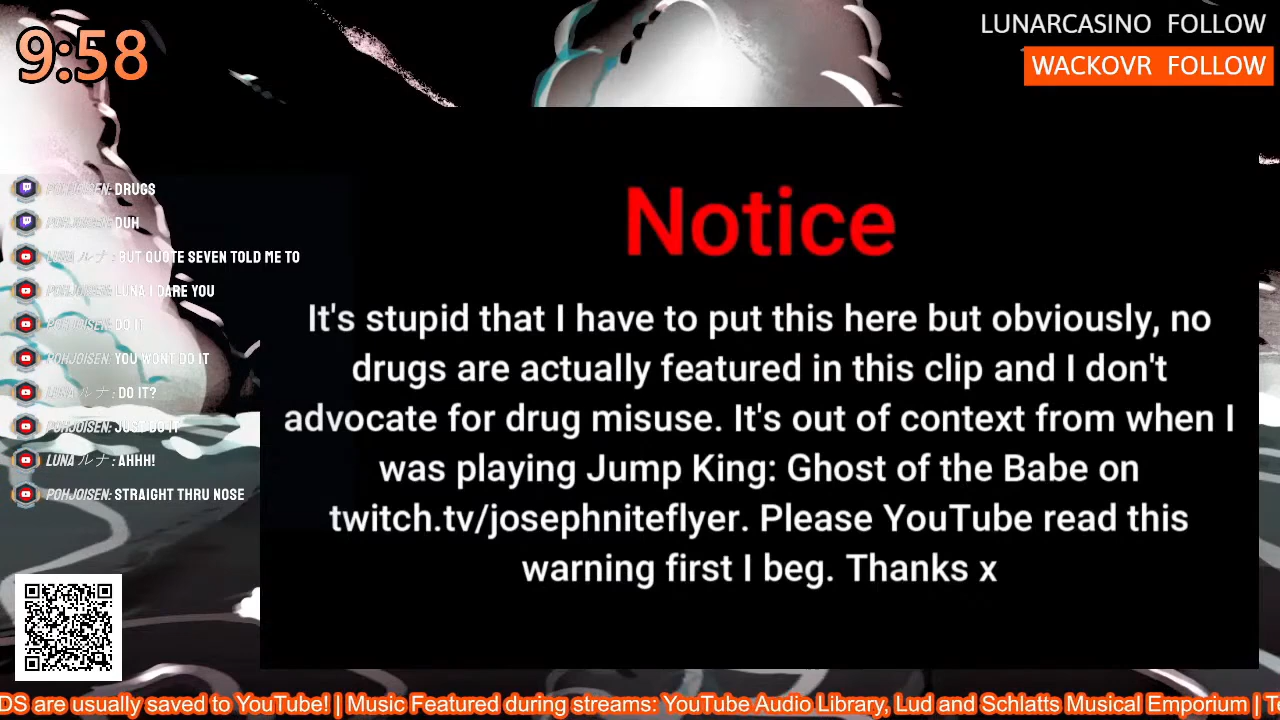 9:58
LUNARCASINO FOLLOW
WACKOVR FOLLOW
POHJOISEN: DRUGS
POHJOISEN: DUH
LUNA ルナ : BUT QUOTE SEVEN TOLD ME TO
POHJOISEN: LUNA I DARE YOU
POHJOISEN: DO IT
POHJOISEN: YOU WONT DO IT
LUNA ルナ : DO IT?
POHJOISEN: JUST DO IT
LUNA ルナ : AHHH!
POHJOISEN: STRAIGHT THRU NOSE
Notice
It's stupid that I have to put this here but obviously, no
drugs are actually featured in this clip and I don't
advocate for drug misuse. It's out of context from when I
was playing Jump King: Ghost of the Babe on
twitch.tv/josephniteflyer. Please YouTube read this
warning first I beg. Thanks x
DS are usually saved to YouTube! | Music Featured during streams: YouTube Audio Library, Lud and Schlatts Musical Emporium |